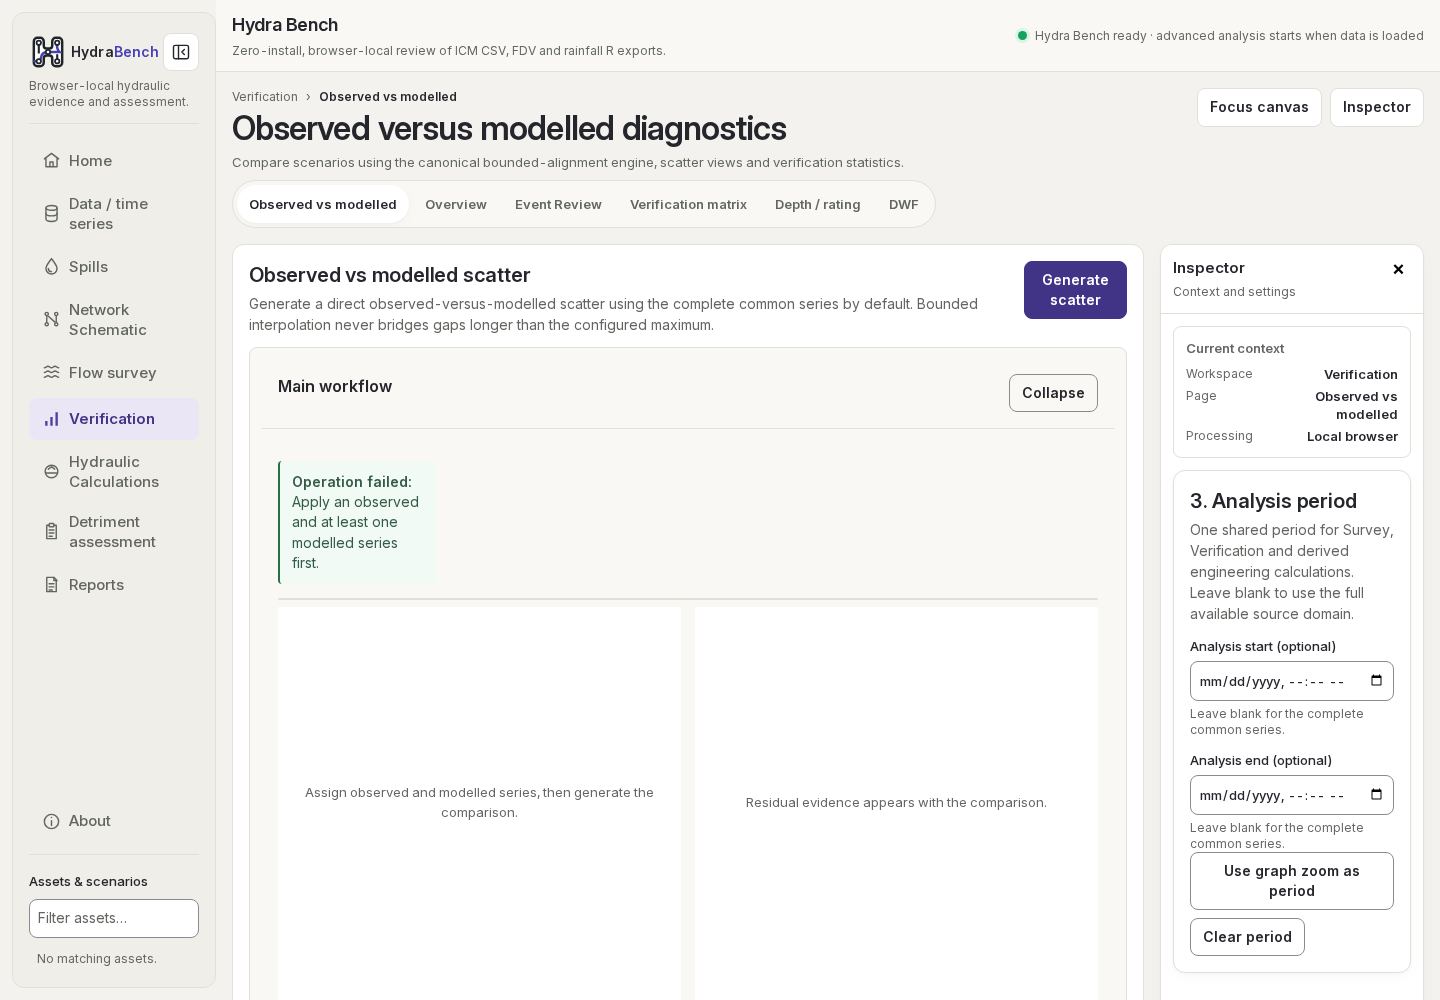 HydraBench
Browser-local hydraulic
evidence and assessment.
Home
Data / time
series
Spills
Network
Schematic
Flow survey
Verification
Hydraulic
Calculations
Detriment
assessment
Reports
About
Assets & scenarios
Filter assets…
No matching assets.
Hydra Bench
Zero-install, browser-local review of ICM CSV, FDV and rainfall R exports.
Hydra Bench ready · advanced analysis starts when data is loaded
Verification › Observed vs modelled
Observed versus modelled diagnostics
Compare scenarios using the canonical bounded-alignment engine, scatter views and verification statistics.
Focus canvas
Inspector
Observed vs modelled
Overview
Event Review
Verification matrix
Depth / rating
DWF
Observed vs modelled scatter
Generate a direct observed-versus-modelled scatter using the complete common series by default. Bounded
interpolation never bridges gaps longer than the configured maximum.
Generate
scatter
Main workflow
Collapse
Operation failed:
Apply an observed
and at least one
modelled series
first.
Assign observed and modelled series, then generate the
comparison.
Residual evidence appears with the comparison.
Inspector
Context and settings
×
Current context
Workspace Verification
Page Observed vs
modelled
Processing Local browser
3. Analysis period
One shared period for Survey,
Verification and derived
engineering calculations.
Leave blank to use the full
available source domain.
Analysis start (optional)
mm/dd/yyyy, --:-- --
Leave blank for the complete
common series.
Analysis end (optional)
mm/dd/yyyy, --:-- --
Leave blank for the complete
common series.
Use graph zoom as
period
Clear period